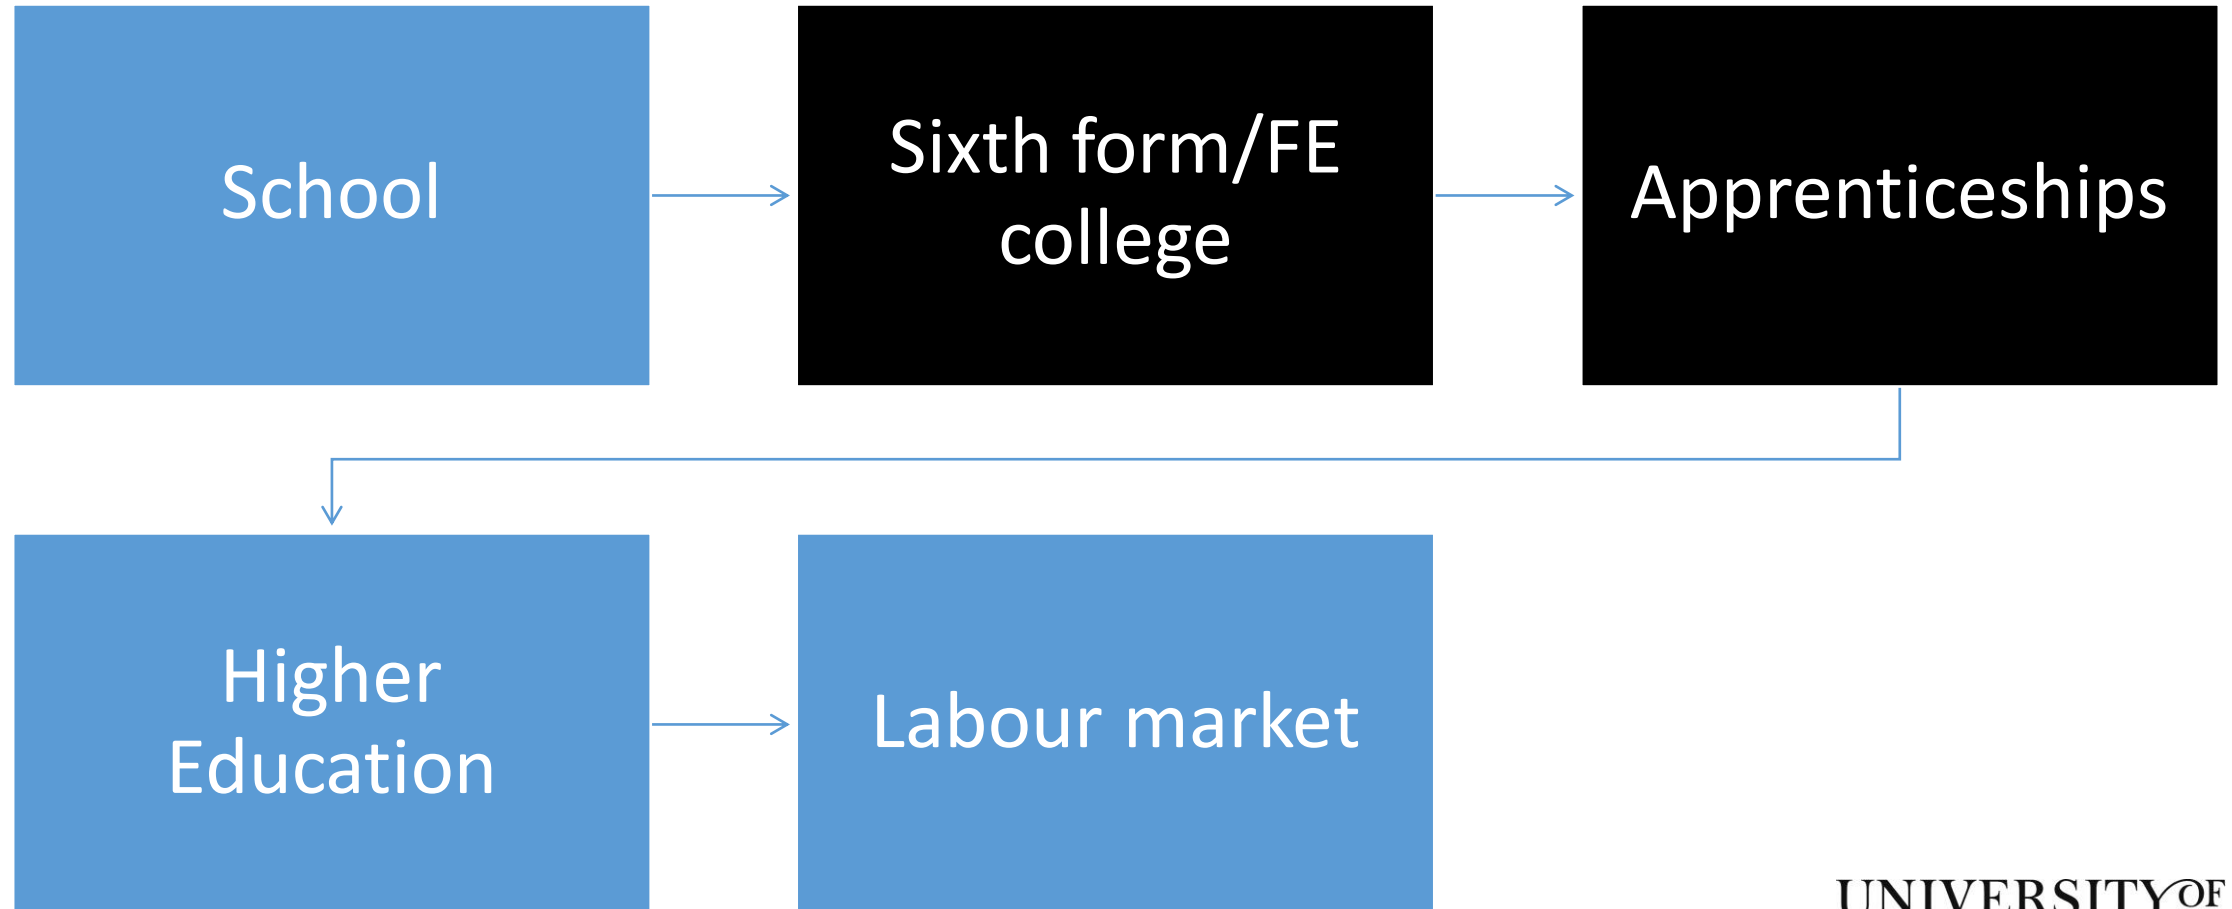 School
Sixth form/FE
college
Apprenticeships
Higher
Education
Labour market
UNIVERSITY OF